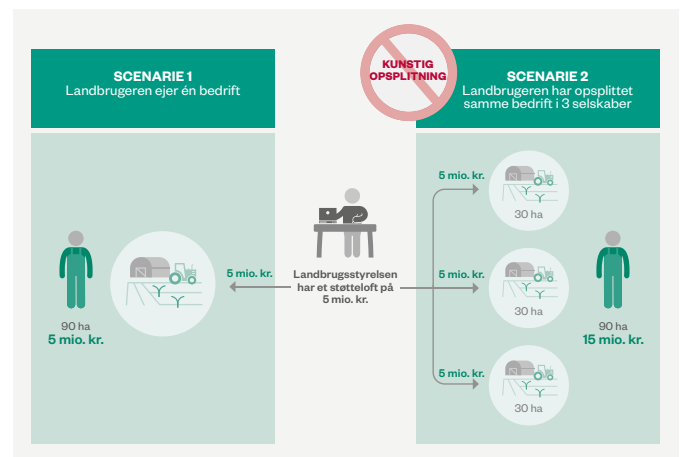 SCENARIE 1
Landbrugeren ejer én bedrift
KUNSTIG
OPSPLITNING
SCENARIE 2
Landbrugeren har opsplittet
samme bedrift i 3 selskaber
90 ha
5 mio. kr.
5 mio. kr.
Landbrugsstyrelsen
har et støtteloft på
5 mio. kr.
5 mio. kr.
30 ha
5 mio. kr.
30 ha
5 mio. kr.
30 ha
90 ha
15 mio. kr.